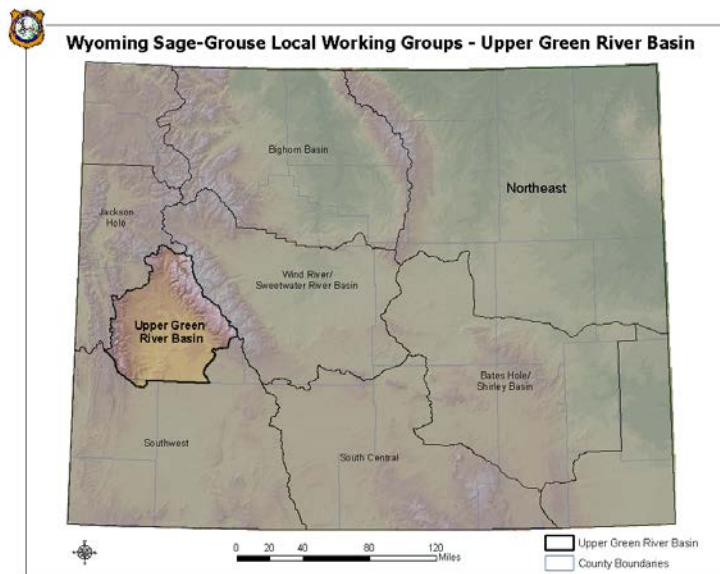 Wyoming Sage-Grouse Local Working Groups - Upper Green River Basin
Bighorn Basin
Northeast
Jackson
Hole
Wind River/
Sweetwater River Basin
Upper Green
River Basin
Bates Hole/
Shirley Basin
Southwest
South Central
0 20 40 80 120
Miles
Upper Green River Basin
County Boundaries